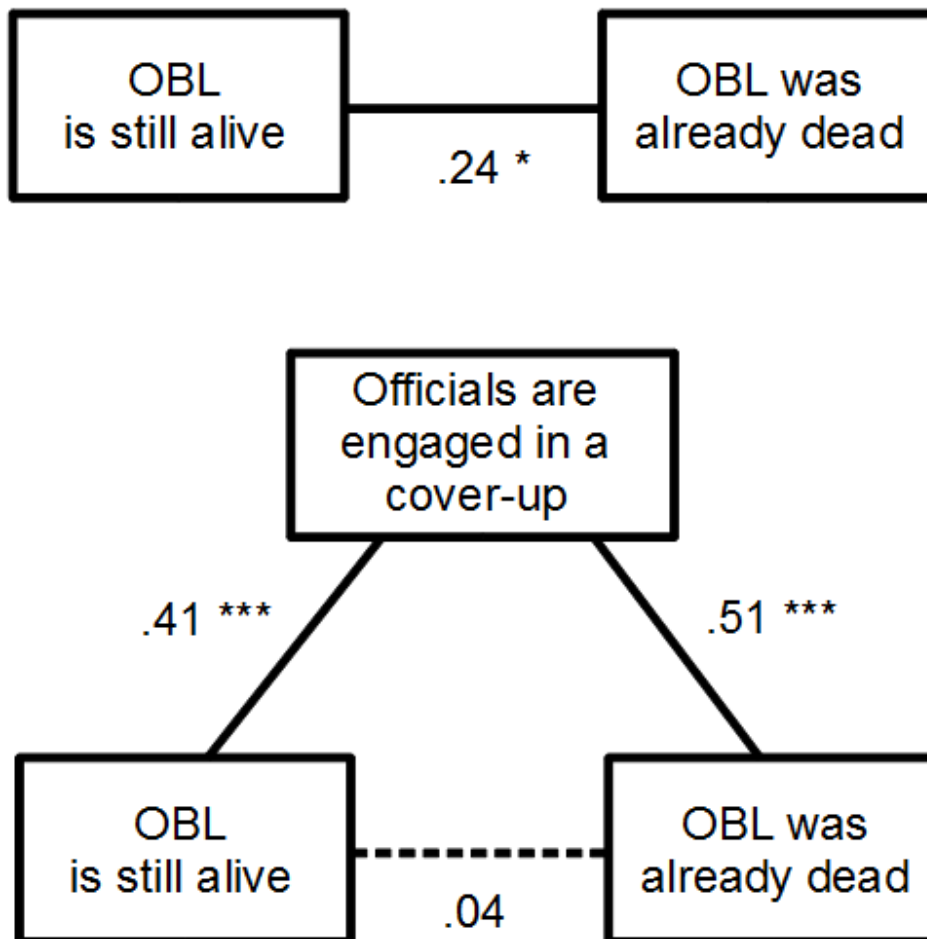 OBL
is still alive
OBL was
already dead
.24 *
Officials are
engaged in a
cover-up
.41 ***
.51 ***
OBL
is still alive
OBL was
already dead
.04